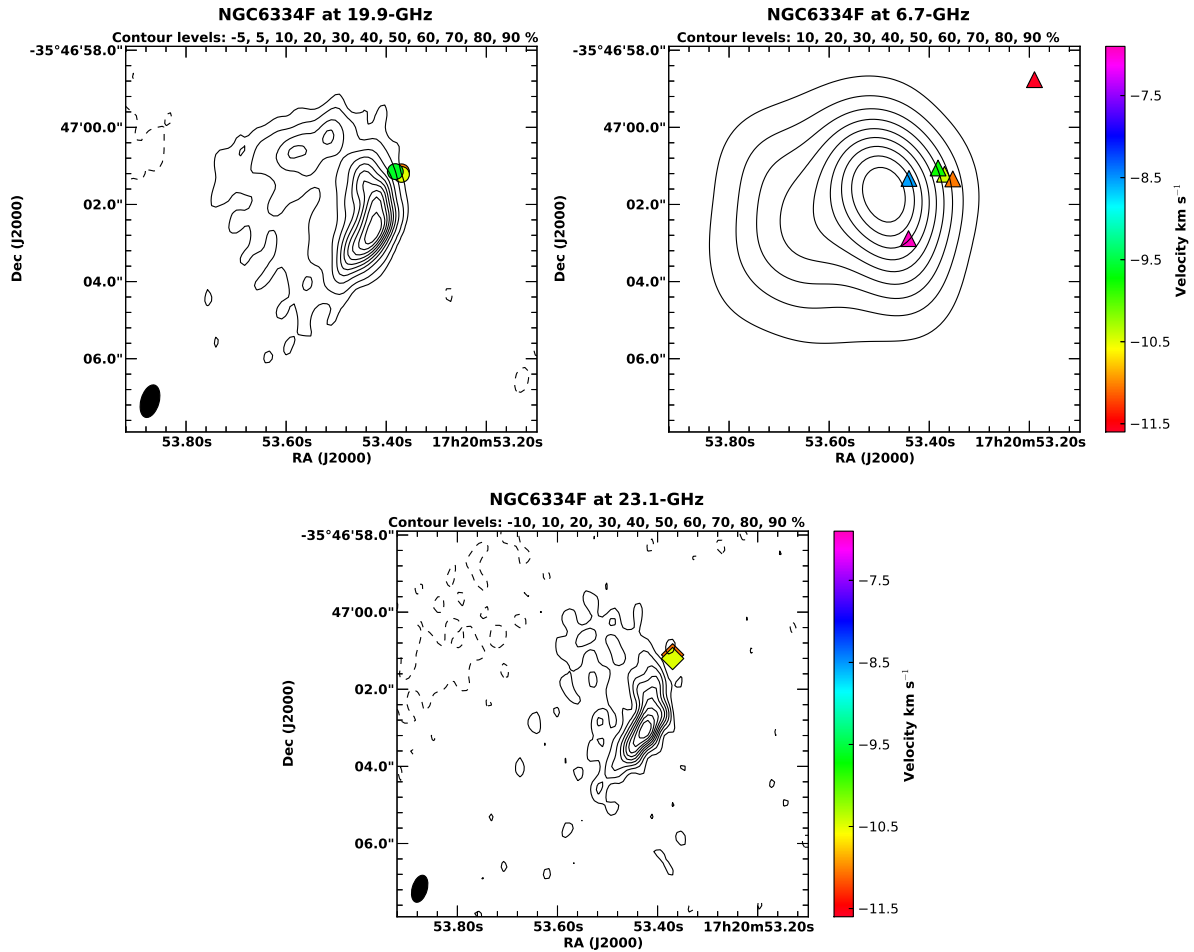 NGC6334F at 19.9-GHz
Contour levels: -5, 5, 10, 20, 30, 40, 50, 60, 70, 80, 90 %
-35°46'58.0"
47'00.0"
02.0"
04.0"
06.0"
Dec (J2000)
53.80s 53.60s 53.40s 17h20m53.20s
RA (J2000)
NGC6334F at 6.7-GHz
Contour levels: 10, 20, 30, 40, 50, 60, 70, 80, 90 %
-35°46'58.0"
47'00.0"
02.0"
04.0"
06.0"
Dec (J2000)
53.80s 53.60s 53.40s 17h20m53.20s
RA (J2000)
−7.5
−8.5
−9.5
−10.5
−11.5
Velocity km s⁻¹
NGC6334F at 23.1-GHz
Contour levels: -10, 10, 20, 30, 40, 50, 60, 70, 80, 90 %
-35°46'58.0"
47'00.0"
02.0"
04.0"
06.0"
Dec (J2000)
53.80s 53.60s 53.40s 17h20m53.20s
RA (J2000)
−7.5
−8.5
−9.5
−10.5
−11.5
Velocity km s⁻¹